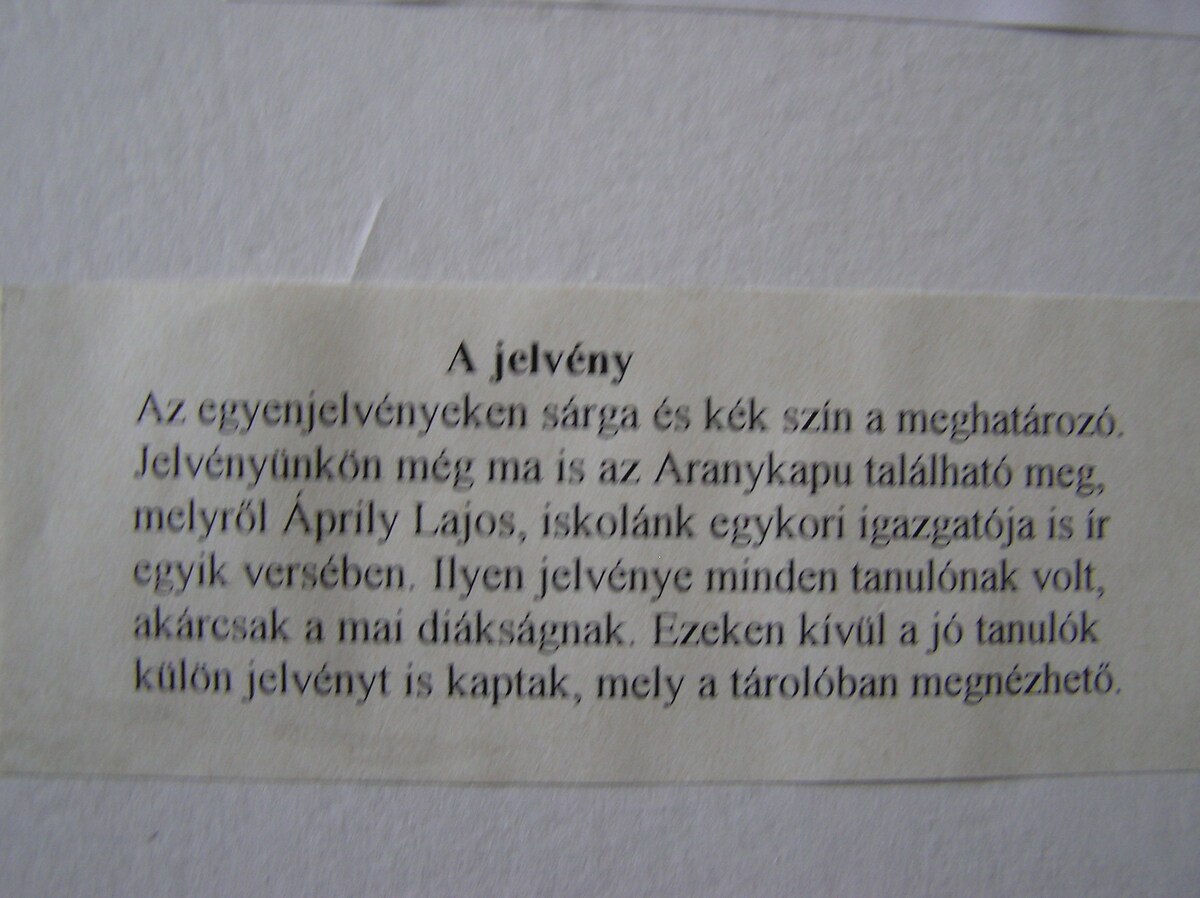 A jelvény
Az egyenjelvényeken sárga és kék szín a meghatározó.
Jelvényünkön még ma is az Aranykapu található meg,
melyről Áprily Lajos, iskolánk egykori igazgatója is ír
egyik versében. Ilyen jelvénye minden tanulónak volt,
akárcsak a mai diákságnak. Ezeken kívül a jó tanulók
külön jelvényt is kaptak, mely a tárolóban megnézhető.